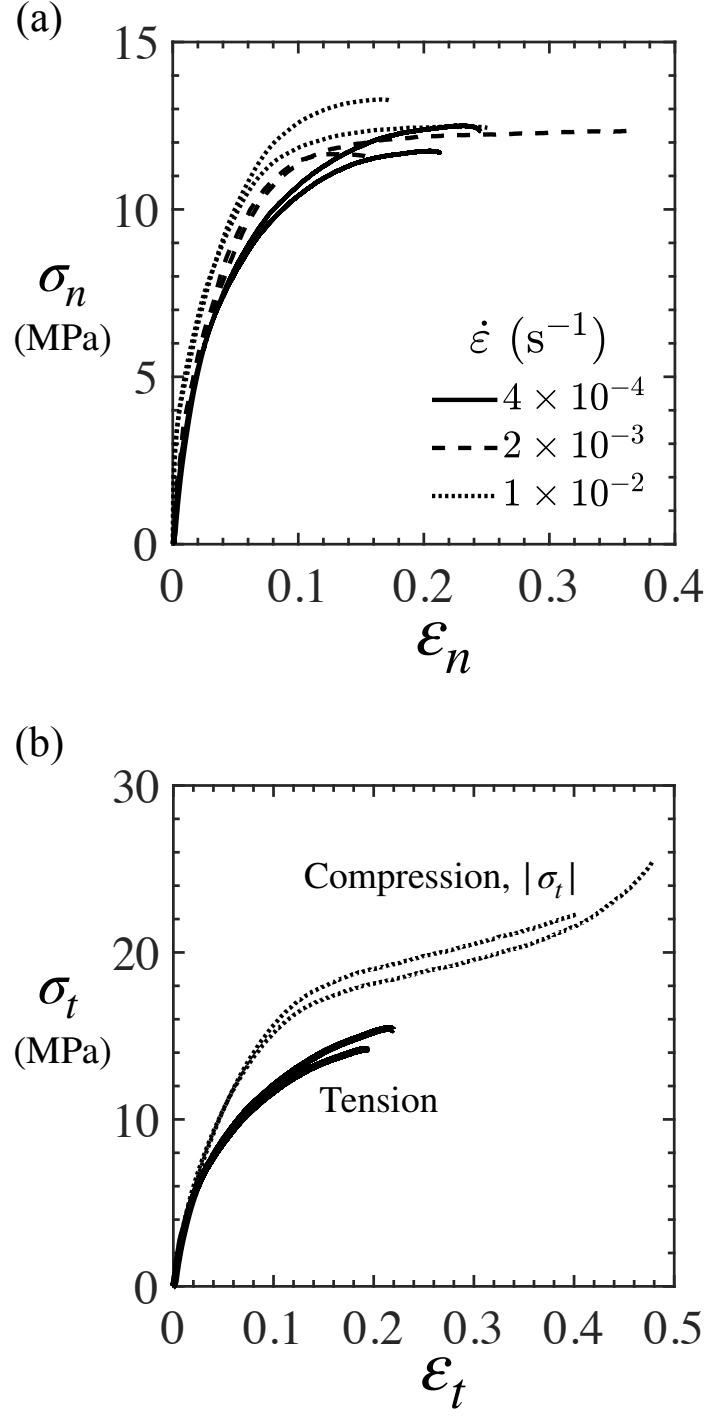 (a)
15
10
σₙ
(MPa)
ε̇ (s⁻¹)
5
4 × 10⁻⁴
2 × 10⁻³
1 × 10⁻²
0
0 0.1 0.2 0.3 0.4
εₙ
(b)
30
Compression, |σₜ|
20
σₜ
(MPa)
Tension
10
0
0 0.1 0.2 0.3 0.4 0.5
εₜ